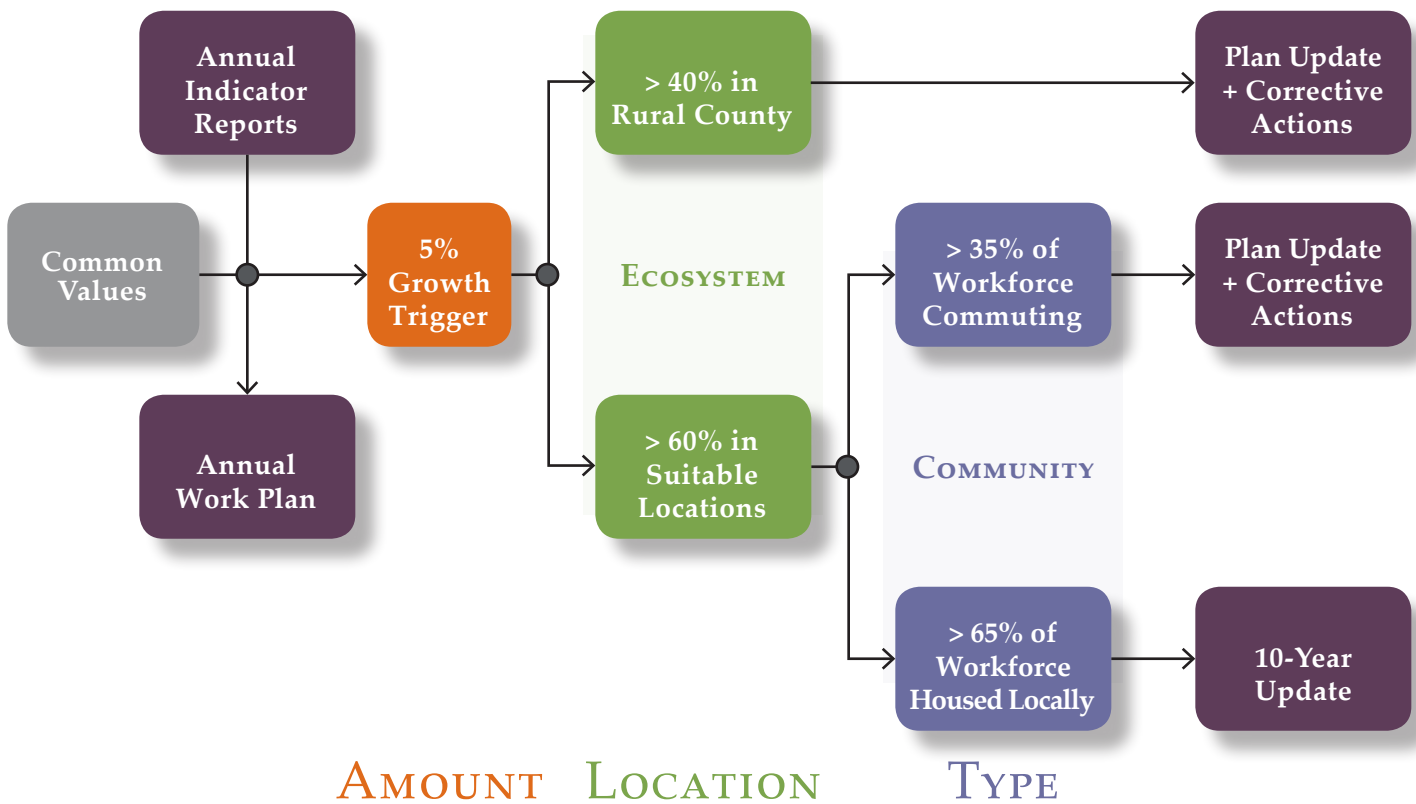 Annual
Indicator
Reports
> 40% in
Rural County
Plan Update
+ Corrective
Actions
Common
Values
5%
Growth
Trigger
Ecosystem
> 35% of
Workforce
Commuting
Plan Update
+ Corrective
Actions
Annual
Work Plan
> 60% in
Suitable
Locations
Community
> 65% of
Workforce
Housed Locally
10-Year
Update
Amount Location Type